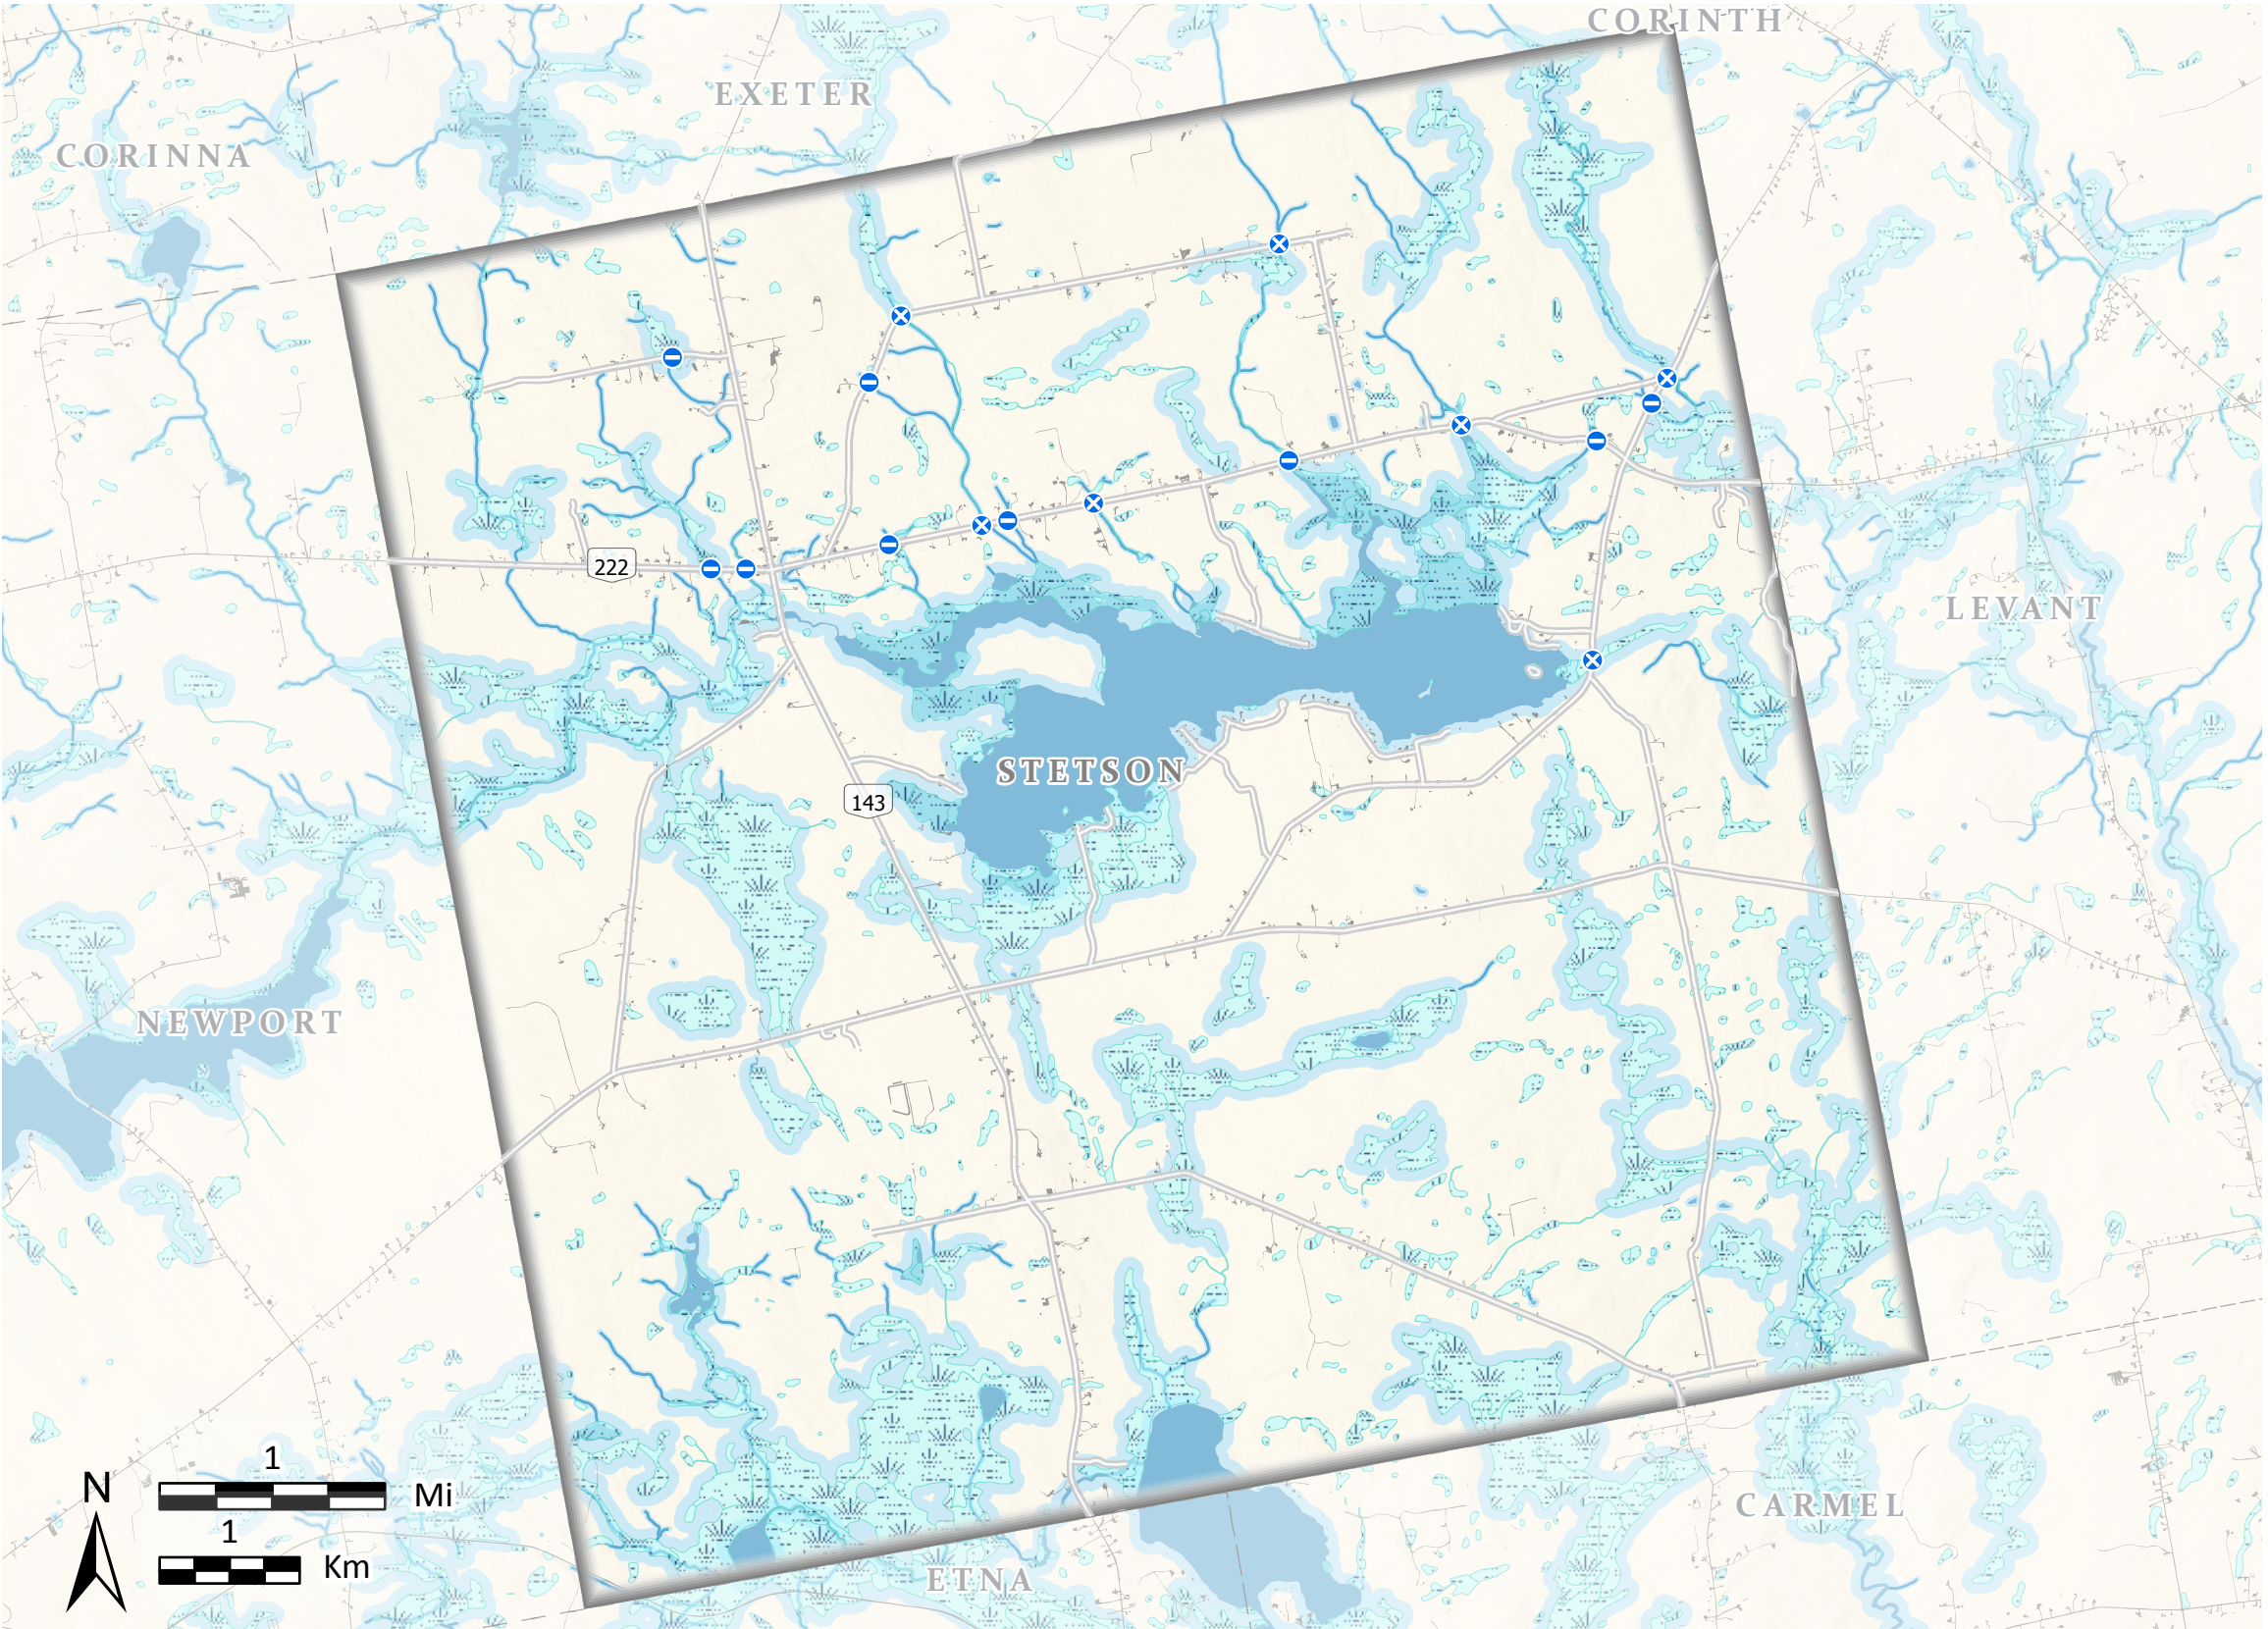 CORINTH
EXETER
CORINNA
222
LEVANT
STETSON
143
NEWPORT
1
N
Mi
1
Km
CARMEL
ETNA